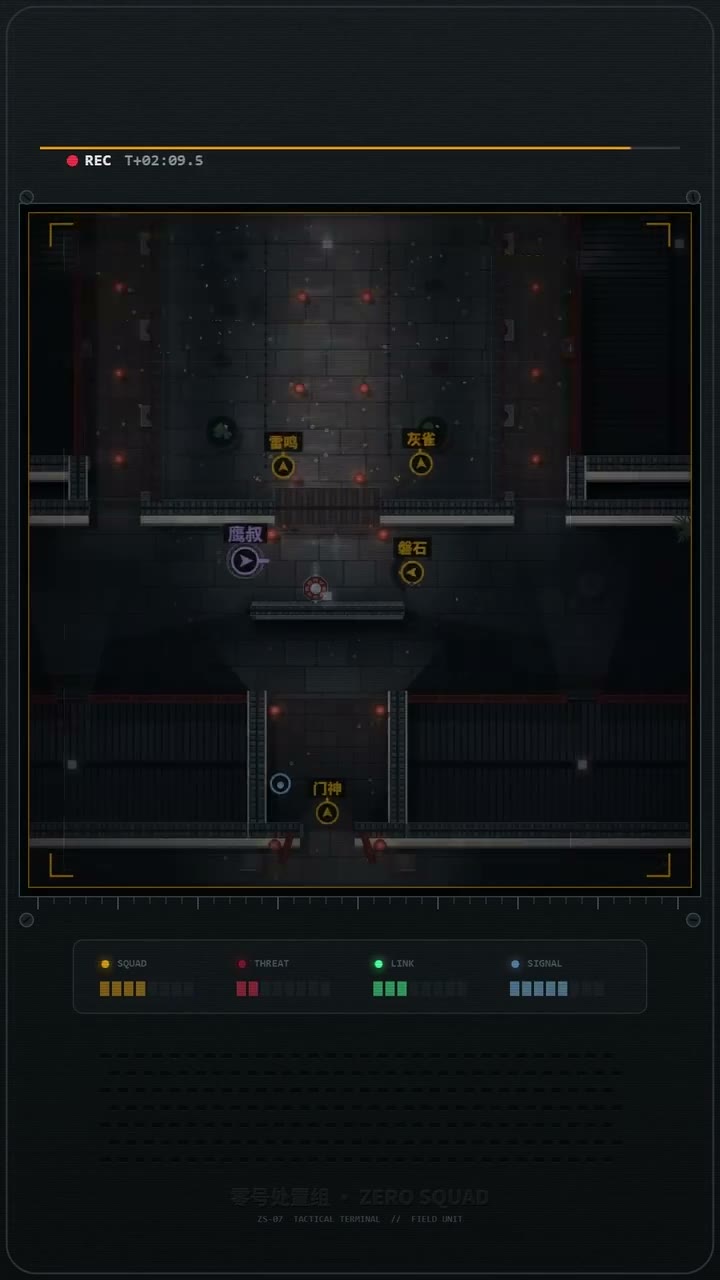 REC T+02:09.5
雷鸣
灰雀
鹰叔
磐石
门神
SQUAD THREAT LINK SIGNAL
零号处置组 · ZERO SQUAD
ZS-07 TACTICAL TERMINAL // FIELD UNIT